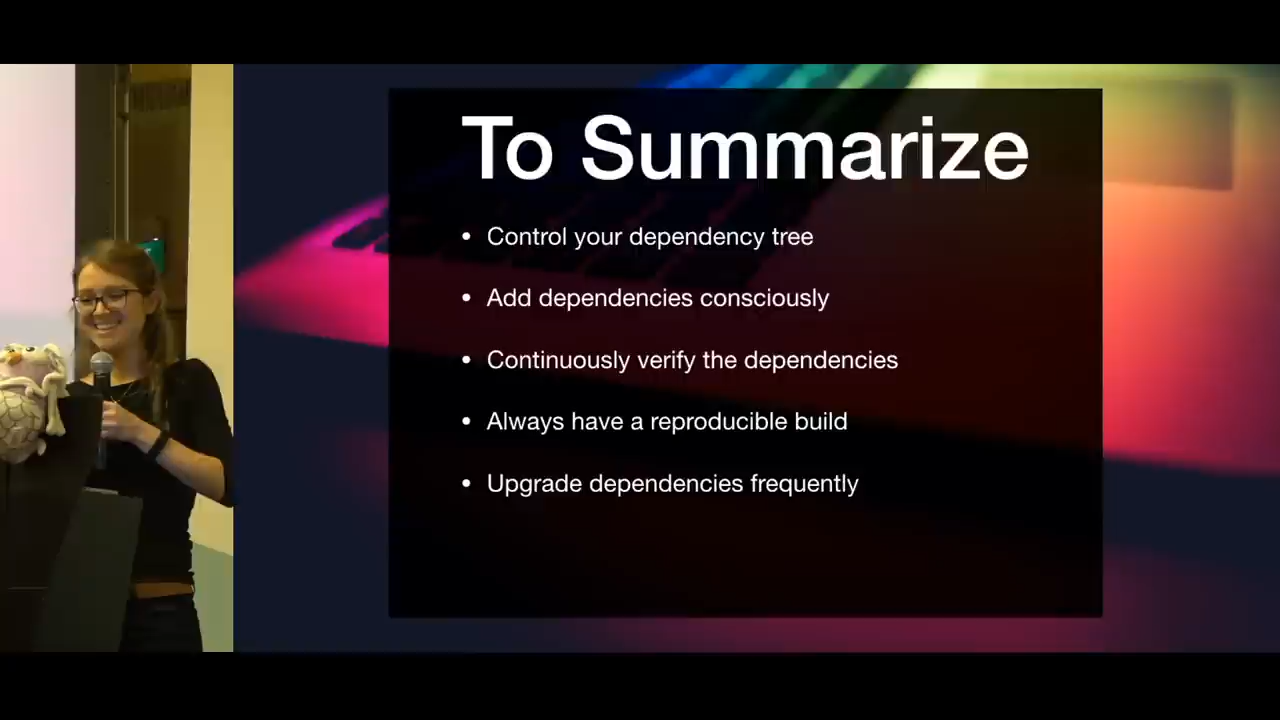 To Summarize
• Control your dependency tree
• Add dependencies consciously
• Continuously verify the dependencies
• Always have a reproducible build
• Upgrade dependencies frequently